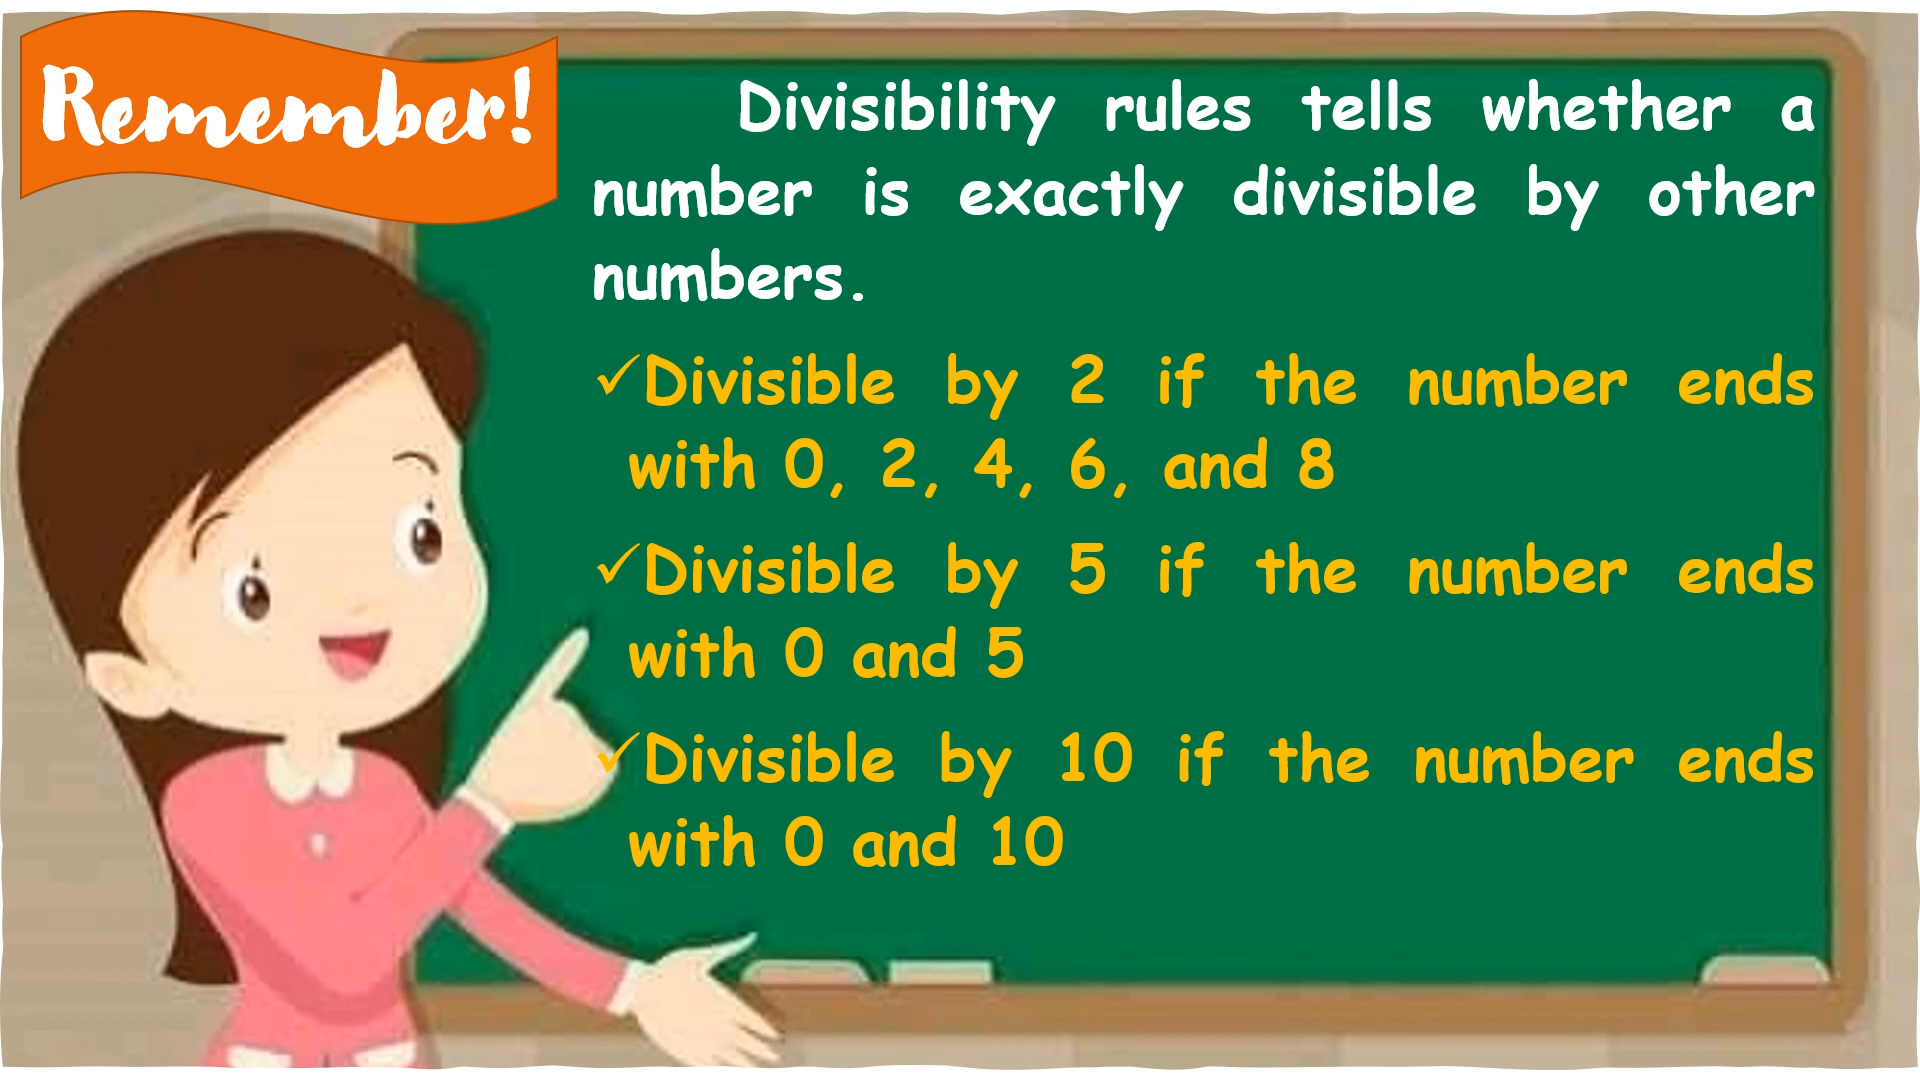 Remember!
Divisibility rules tells whether a
number is exactly divisible by other
numbers.
✓Divisible by 2 if the number ends
with 0, 2, 4, 6, and 8
✓Divisible by 5 if the number ends
with 0 and 5
✓Divisible by 10 if the number ends
with 0 and 10